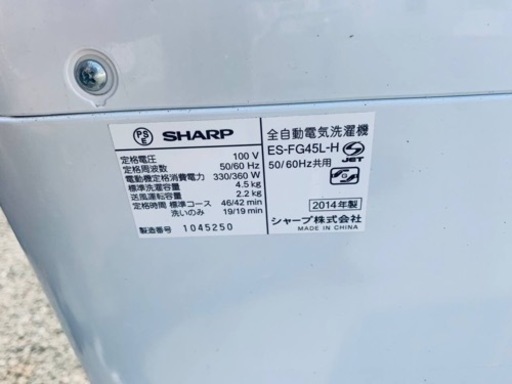 PS
E
SHARP
定格電圧 100 V
定格周波数 50/60 Hz
電動機定格消費電力 330/360 W
標準洗濯容量 4.5 kg
送風運転容量 2.2 kg
定格時間 標準コース 46/42 min
洗いのみ 19/19 min
製造番号 1045250
全自動電気洗濯機
ES-FG45L-H
50/60Hz共用
JET
2014年製
シャープ株式会社
MADE IN CHINA